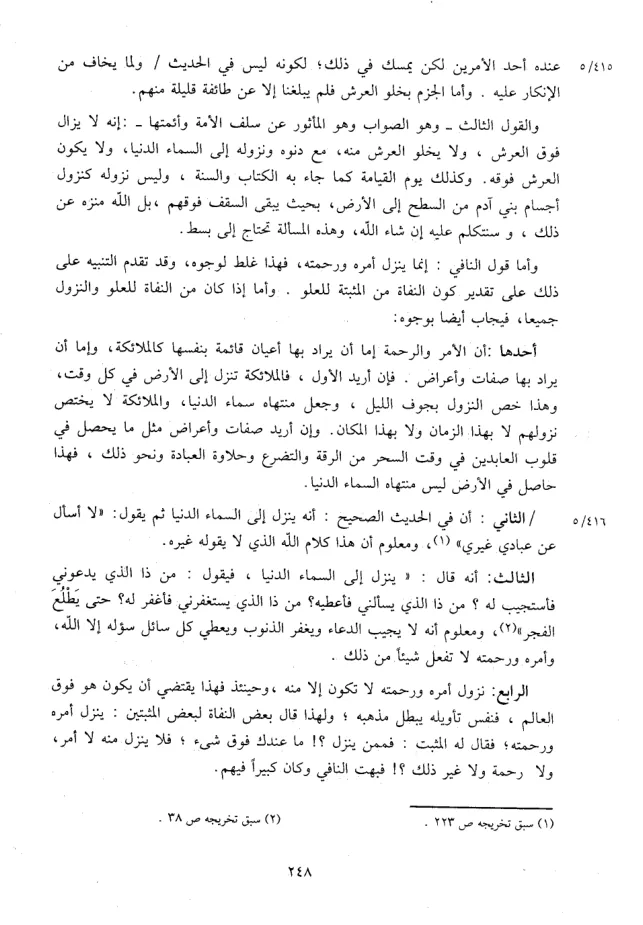 ٥/٤١٥ عنده أحد الأمرين لكن يمسك في ذلك؛ لكونه ليس في الحديث / ولما يخاف من
الإنكار عليه . وأما الجزم بخلو العرش فلم يبلغنا إلا عن طائفة قليلة منهم.
والقول الثالث ـ وهو الصواب وهو المأثور عن سلف الأمة وأئمتها ـ :إنه لا يزال
فوق العرش ، ولا يخلو العرش منه، مع دنوه ونزوله إلى السماء الدنيا، ولا يكون
العرش فوقه. وكذلك يوم القيامة كما جاء به الكتاب والسنة ، وليس نزوله كنزول
أجسام بني آدم من السطح إلى الأرض، بحيث يبقى السقف فوقهم ،بل الله منزه عن
ذلك ، و سنتكلم عليه إن شاء الله، وهذه المسألة تحتاج إلى بسط.
وأما قول النافي : إنما ينزل أمره ورحمته، فهذا غلط لوجوه، وقد تقدم التنبيه على
ذلك على تقدير كون النفاة من المثبتة للعلو . وأما إذا كان من النفاة للعلو والنزول
جميعا، فيجاب أيضا بوجوه:
أحدها :أن الأمر والرحمة إما أن يراد بها أعيان قائمة بنفسها كالملائكة، وإما أن
يراد بها صفات وأعراض . فإن أريد الأول ، فالملائكة تنزل إلى الأرض في كل وقت،
وهذا خص النزول بجوف الليل ، وجعل منتهاه سماء الدنيا، والملائكة لا يختص
نزولهم لا بهذا الزمان ولا بهذا المكان. وإن أريد صفات وأعراض مثل ما يحصل في
قلوب العابدين في وقت السحر من الرقة والتضرع وحلاوة العبادة ونحو ذلك ، فهذا
حاصل في الأرض ليس منتهاه السماء الدنيا.
٥/٤١٦ / الثاني : أن في الحديث الصحيح : أنه ينزل إلى السماء الدنيا ثم يقول: «لا أسأل
عن عبادي غيري» (١)، ومعلوم أن هذا كلام الله الذي لا يقوله غيره.
الثالث: أنه قال : « ينزل إلى السماء الدنيا ، فيقول : من ذا الذي يدعوني
فأستجيب له ؟ من ذا الذي يسألني فأعطيه؟ من ذا الذي يستغفرني فأغفر له؟ حتى يَطْلُعَ
الفجر»(٢)، ومعلوم أنه لا يجيب الدعاء ويغفر الذنوب ويعطي كل سائل سؤله إلا الله،
وأمره ورحمته لا تفعل شيئاً من ذلك .
الرابع: نزول أمره ورحمته لا تكون إلا منه ،وحينئذ فهذا يقتضي أن يكون هو فوق
العالم ، فنفس تأويله يبطل مذهبه ؛ ولهذا قال بعض النفاة لبعض المثبتين : ينزل أمره
ورحمته؛ فقال له المثبت : فممن ينزل ؟! ما عندك فوق شيء ؛ فلا ينزل منه لا أمر،
ولا رحمة ولا غير ذلك ؟! فبهت النافي وكان كبيراً فيهم.
(١) سبق تخريجه ص ٢٢٣ . (٢) سبق تخريجه ص ٣٨ .
٢٤٨